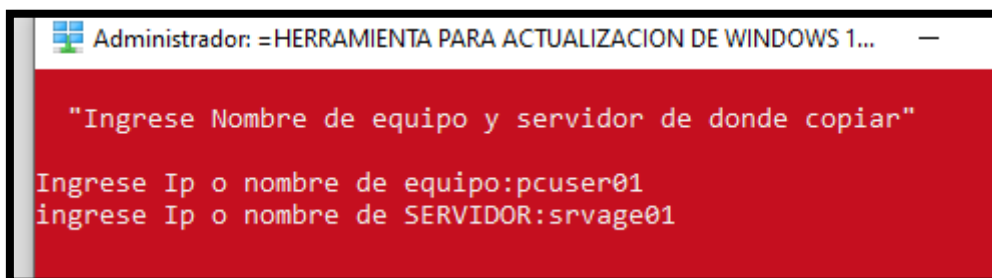 Administrador: =HERRAMIENTA PARA ACTUALIZACION DE WINDOWS 1...
"Ingrese Nombre de equipo y servidor de donde copiar"
Ingrese Ip o nombre de equipo:pcuser01
ingrese Ip o nombre de SERVIDOR:srvage01